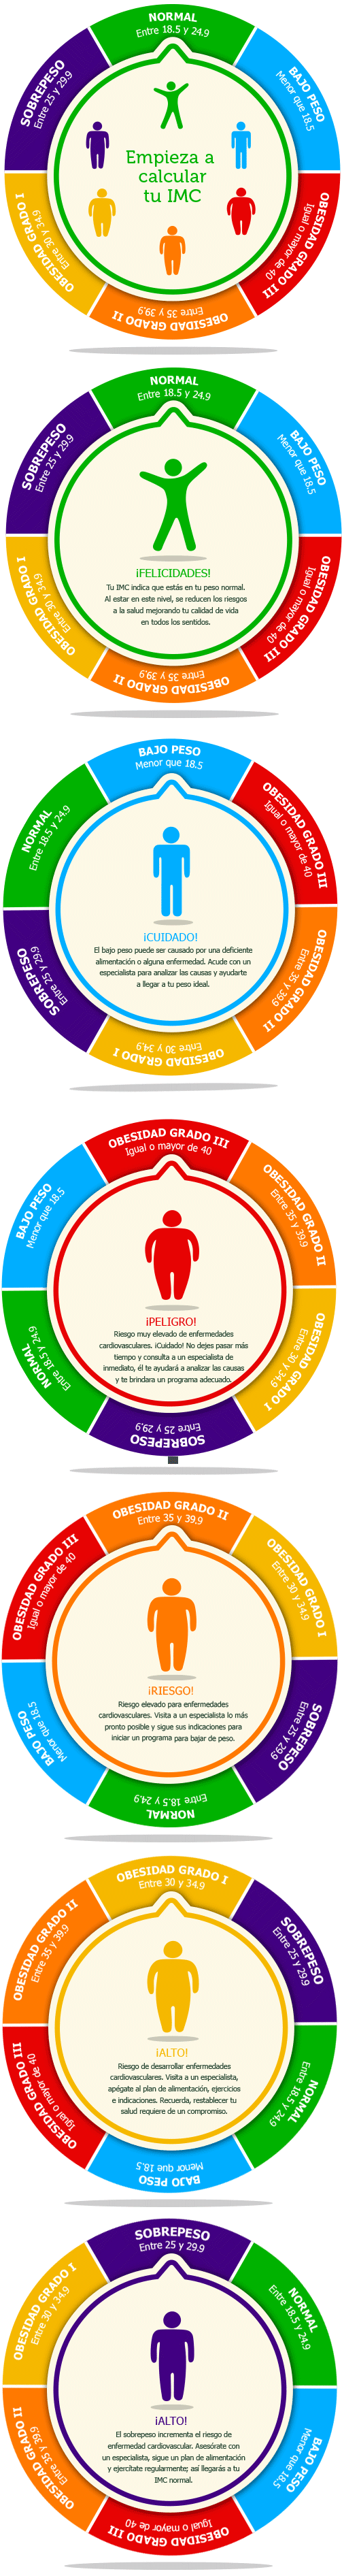 NORMAL
Entre 18.5 y 24.9
BAJO PESO
Menor que 18.5
OBESIDAD GRADO III
Igual o mayor de 40
OBESIDAD GRADO II
Entre 35 y 39.9
OBESIDAD GRADO I
Entre 30 y 34.9
SOBREPESO
Entre 25 y 29.9
Empieza a
calcular
tu IMC
NORMAL
Entre 18.5 y 24.9
BAJO PESO
Menor que 18.5
OBESIDAD GRADO III
Igual o mayor de 40
OBESIDAD GRADO II
Entre 35 y 39.9
OBESIDAD GRADO I
Entre 30 y 34.9
SOBREPESO
Entre 25 y 29.9
¡FELICIDADES!
Tu IMC indica que estás en tu peso normal.
Al estar en este nivel, se reducen los riesgos
a la salud mejorando tu calidad de vida
en todos los sentidos.
BAJO PESO
Menor que 18.5
OBESIDAD GRADO III
Igual o mayor de 40
OBESIDAD GRADO II
Entre 35 y 39.9
OBESIDAD GRADO I
Entre 30 y 34.9
SOBREPESO
Entre 25 y 29.9
NORMAL
Entre 18.5 y 24.9
¡CUIDADO!
El bajo peso puede ser causado por una deficiente
alimentación o alguna enfermedad. Acude con un
especialista para analizar las causas y ayudarte
a llegar a tu peso ideal.
OBESIDAD GRADO III
Igual o mayor de 40
OBESIDAD GRADO II
Entre 35 y 39.9
OBESIDAD GRADO I
Entre 30 y 34.9
SOBREPESO
Entre 25 y 29.9
NORMAL
Entre 18.5 y 24.9
BAJO PESO
Menor que 18.5
¡PELIGRO!
Riesgo muy elevado de enfermedades
cardiovasculares. ¡Cuidado! No dejes pasar más
tiempo y consulta a un especialista de
inmediato, él te ayudará a analizar las causas
y te brindara un programa adecuado.
OBESIDAD GRADO II
Entre 35 y 39.9
OBESIDAD GRADO I
Entre 30 y 34.9
SOBREPESO
Entre 25 y 29.9
NORMAL
Entre 18.5 y 24.9
BAJO PESO
Menor que 18.5
OBESIDAD GRADO III
Igual o mayor de 40
¡RIESGO!
Riesgo elevado para enfermedades
cardiovasculares. Visita a un especialista lo más
pronto posible y sigue sus indicaciones para
iniciar un programa para bajar de peso.
OBESIDAD GRADO I
Entre 30 y 34.9
SOBREPESO
Entre 25 y 29.9
NORMAL
Entre 18.5 y 24.9
BAJO PESO
Menor que 18.5
OBESIDAD GRADO III
Igual o mayor de 40
OBESIDAD GRADO II
Entre 35 y 39.9
¡ALTO!
Riesgo de desarrollar enfermedades
cardiovasculares. Visita a un especialista,
apégate al plan de alimentación, ejercicios
e indicaciones. Recuerda, restablecer tu
salud requiere de un compromiso.
SOBREPESO
Entre 25 y 29.9
NORMAL
Entre 18.5 y 24.9
BAJO PESO
Menor que 18.5
OBESIDAD GRADO III
Igual o mayor de 40
OBESIDAD GRADO II
Entre 35 y 39.9
OBESIDAD GRADO I
Entre 30 y 34.9
¡ALTO!
El sobrepeso incrementa el riesgo de
enfermedad cardiovascular. Asesórate con
un especialista, sigue un plan de alimentación
y ejercítate regularmente; así llegarás a tu
IMC normal.